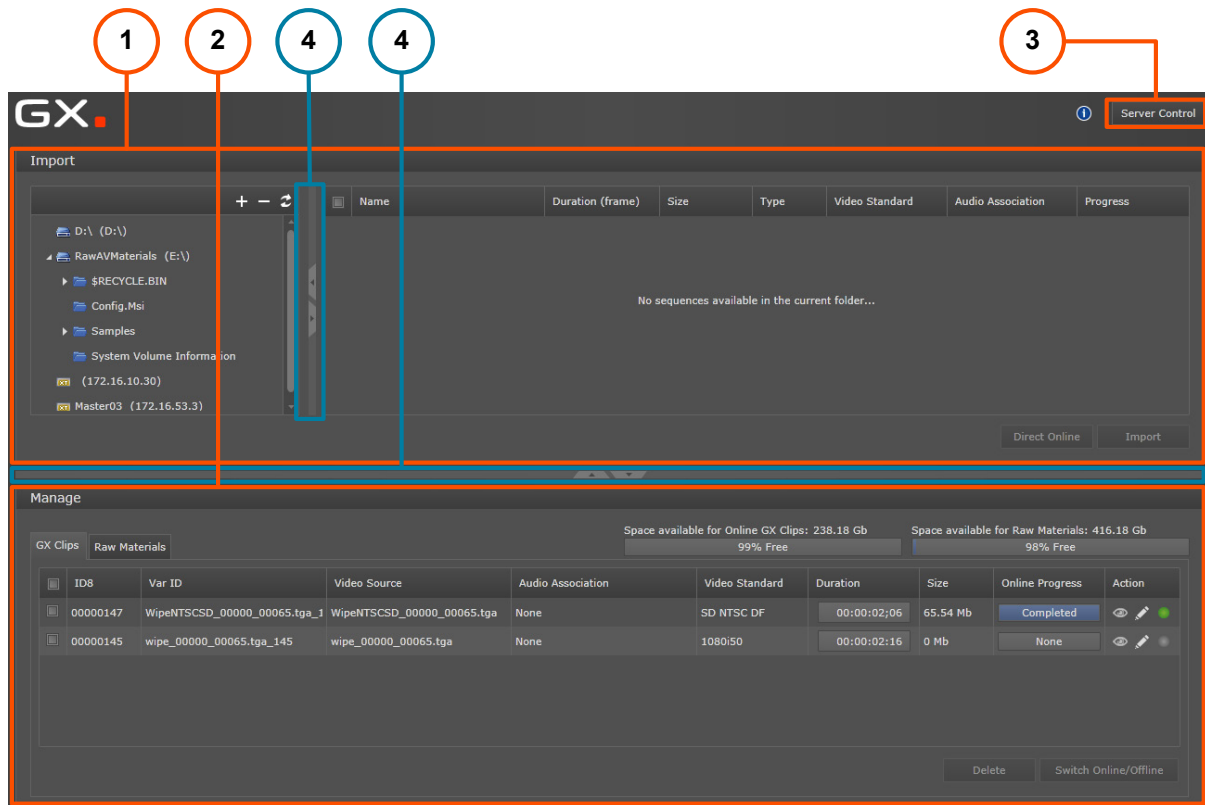 1 2 4 4 3
GX.
Server Control
Import
Name Duration (frame) Size Type Video Standard Audio Association Progress
D:\ (D:\)
RawAVMaterials (E:\)
$RECYCLE.BIN
Config.Msi
Samples
System Volume Information
(172.16.10.30)
Master03 (172.16.53.3)
No sequences available in the current folder...
Direct Online Import
Manage
Space available for Online GX Clips: 238.18 Gb Space available for Raw Materials: 416.18 Gb
GX Clips Raw Materials 99% Free 98% Free
ID8 Var ID Video Source Audio Association Video Standard Duration Size Online Progress Action
00000147 WipeNTSCSD_00000_00065.tga_1 WipeNTSCSD_00000_00065.tga None SD NTSC DF 00:00:02;06 65.54 Mb Completed
00000145 wipe_00000_00065.tga_145 wipe_00000_00065.tga None 1080i50 00:00:02:16 0 Mb None
Delete Switch Online/Offline